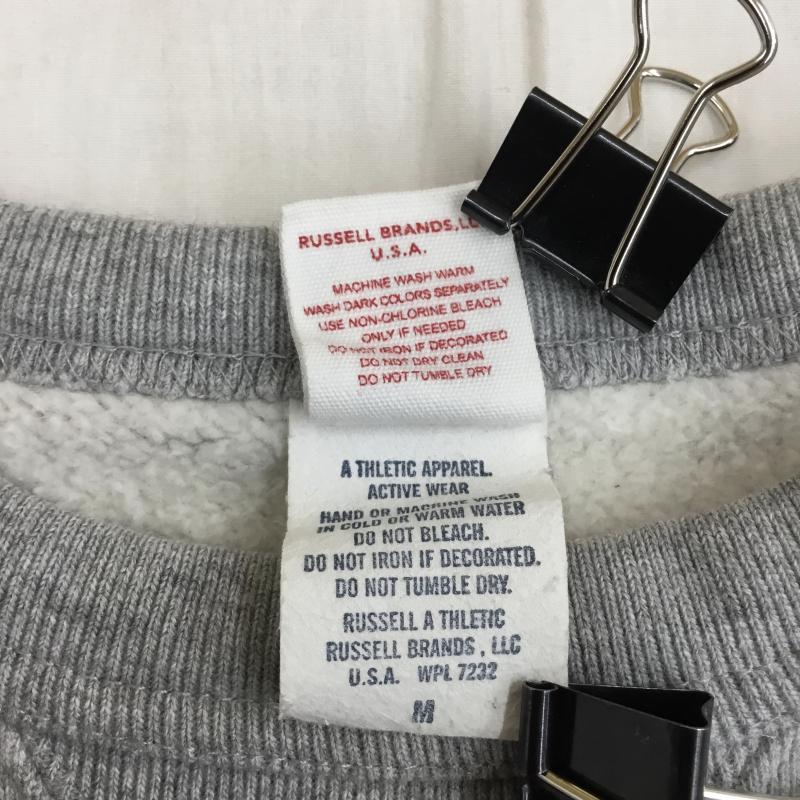 RUSSELL BRANDS, LL
U.S.A.
MACHINE WASH WARM
WASH DARK COLORS SEPARATELY
USE NON-CHLORINE BLEACH
ONLY IF NEEDED
DO NOT IRON IF DECORATED
DO NOT DRY CLEAN
DO NOT TUMBLE DRY
A THLETIC APPAREL.
ACTIVE WEAR
HAND OR MACHINE WASH
IN COLD OR WARM WATER
DO NOT BLEACH.
DO NOT IRON IF DECORATED.
DO NOT TUMBLE DRY.
RUSSELL A THLETIC
RUSSELL BRANDS , LLC
U.S.A. WPL 7232
M